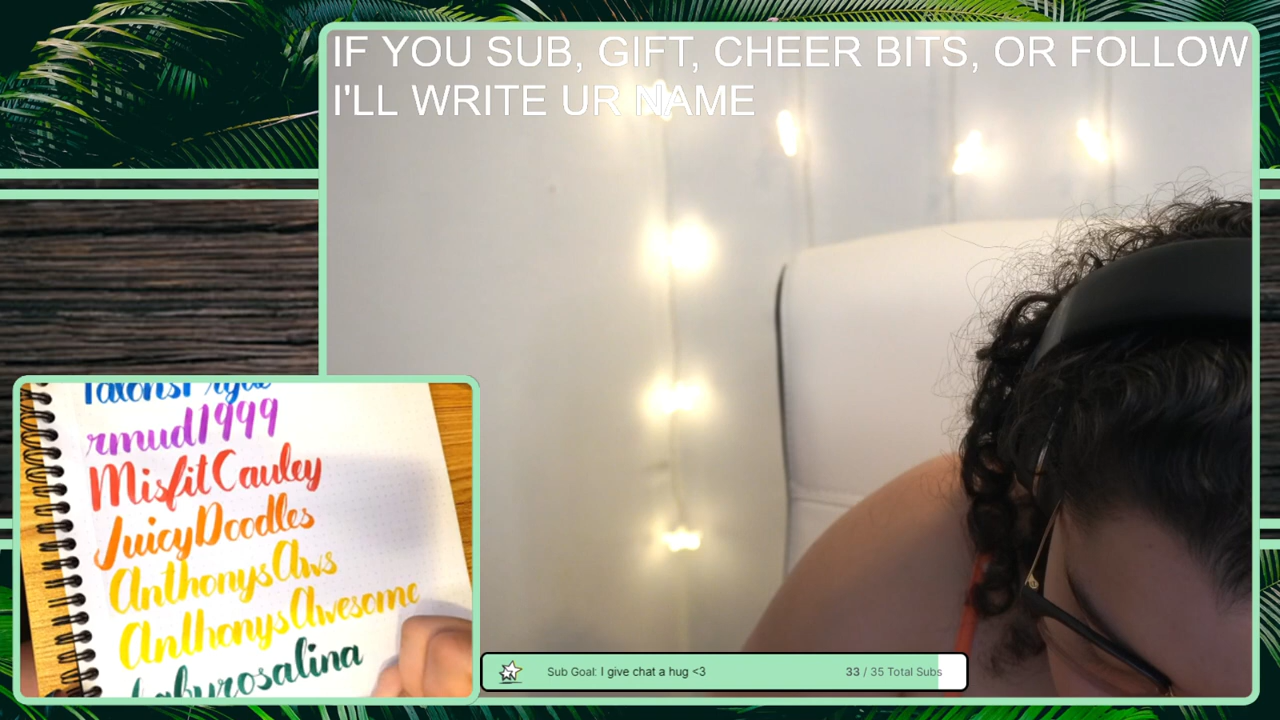 IF YOU SUB, GIFT, CHEER BITS, OR FOLLOW
I'LL WRITE UR NAME
rmud1999
MisfitCauley
JuicyDoodles
AnthonysAws
AnthonysAwesome
Sub Goal: I give chat a hug <3
33 / 35 Total Subs